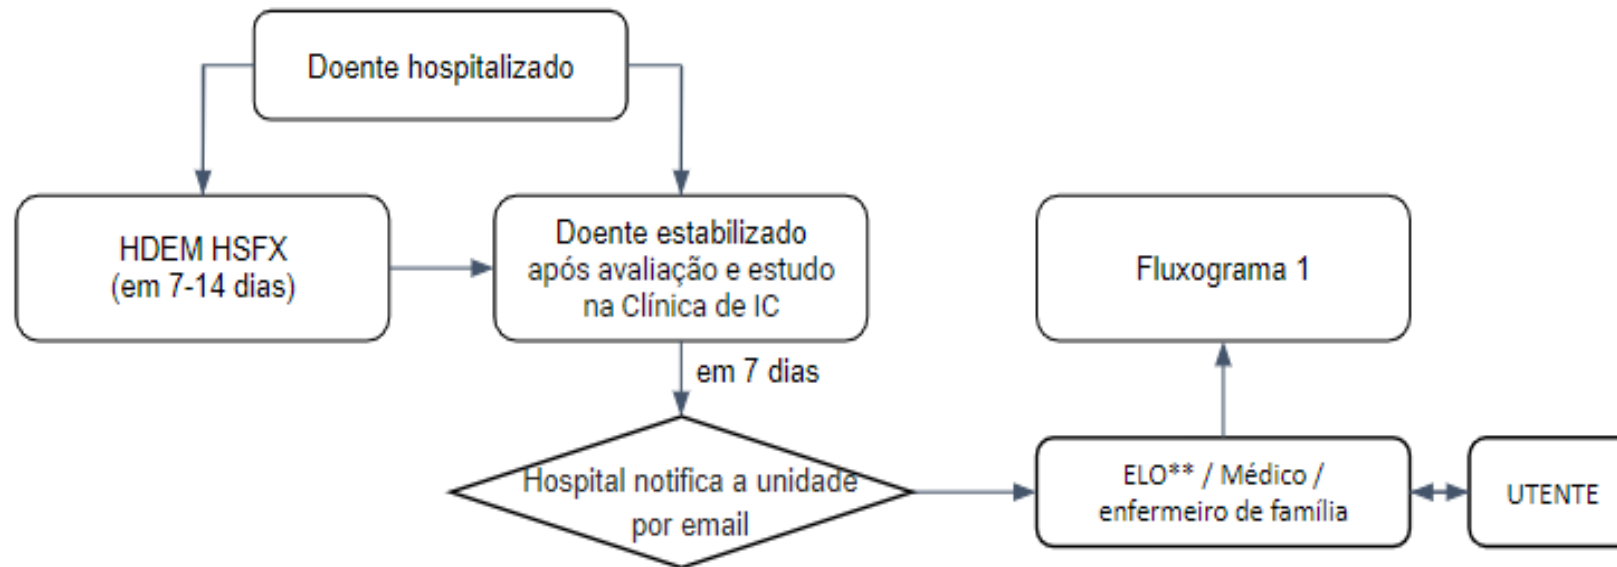 Doente hospitalizado
HDEM HSFX
(em 7-14 dias)
Doente estabilizado
após avaliação e estudo
na Clínica de IC
Fluxograma 1
em 7 dias
Hospital notifica a unidade
por email
ELO** / Médico /
enfermeiro de família
UTENTE